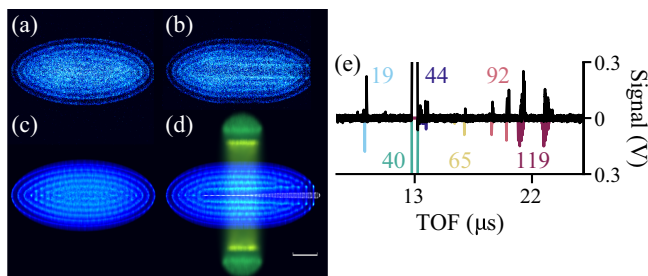 (a)
(b)
(c)
(d)
(e)
19
44
92
40
65
119
0.3
0
0.3
Signal (V)
13
22
TOF (μs)